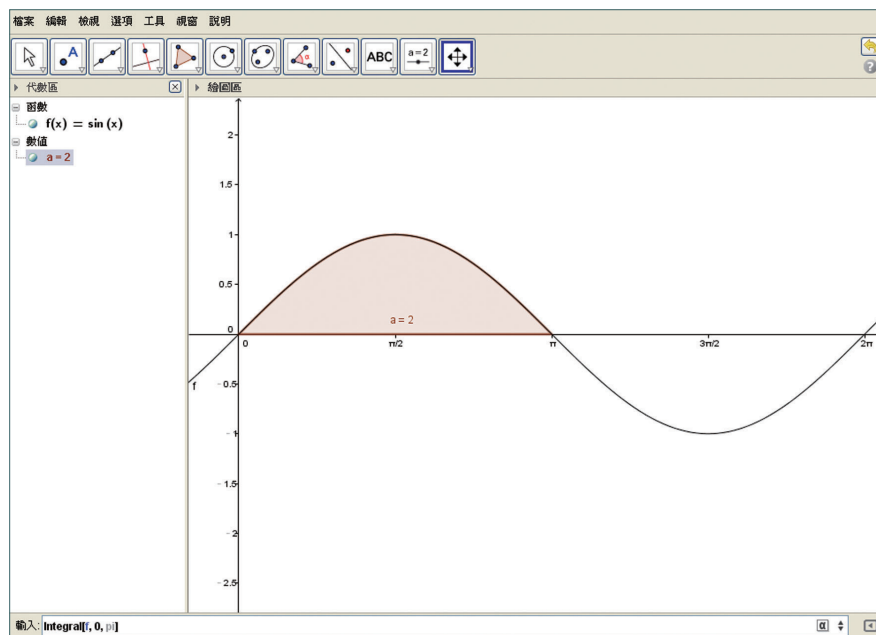 檔案 編輯 檢視 選項 工具 視窗 說明
A
α
ABC
a = 2
代數區
繪圖區
函數
f(x) = sin (x)
數值
a = 2
2
1.5
1
0.5
0
a = 2
0 π/2 π 3π/2 2π
f
- 0.5
- 1
- 1.5
- 2
- 2.5
輸入: Integral[f, 0, pi]
α